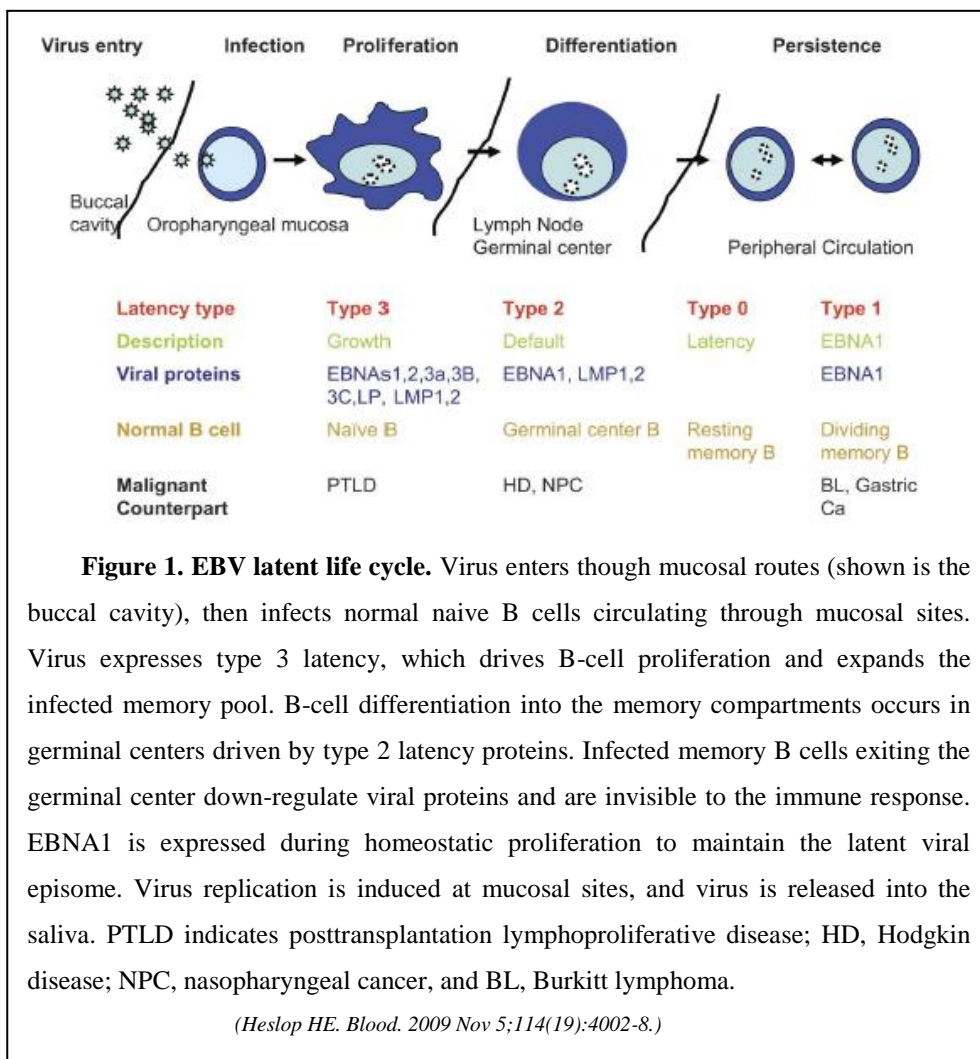 Virus entry Infection Proliferation Differentiation Persistence
Buccal
cavity
Oropharyngeal mucosa
Lymph Node
Germinal center
Peripheral Circulation
Latency type Type 3 Type 2 Type 0 Type 1
Description Growth Default Latency EBNA1
Viral proteins EBNAs1,2,3a,3B, EBNA1, LMP1,2 EBNA1
3C,LP, LMP1,2
Normal B cell Naïve B Germinal center B Resting Dividing
memory B memory B
Malignant PTLD HD, NPC BL, Gastric
Counterpart Ca
Figure 1. EBV latent life cycle. Virus enters though mucosal routes (shown is the
buccal cavity), then infects normal naive B cells circulating through mucosal sites.
Virus expresses type 3 latency, which drives B-cell proliferation and expands the
infected memory pool. B-cell differentiation into the memory compartments occurs in
germinal centers driven by type 2 latency proteins. Infected memory B cells exiting the
germinal center down-regulate viral proteins and are invisible to the immune response.
EBNA1 is expressed during homeostatic proliferation to maintain the latent viral
episome. Virus replication is induced at mucosal sites, and virus is released into the
saliva. PTLD indicates posttransplantation lymphoproliferative disease; HD, Hodgkin
disease; NPC, nasopharyngeal cancer, and BL, Burkitt lymphoma.
(Heslop HE. Blood. 2009 Nov 5;114(19):4002-8.)